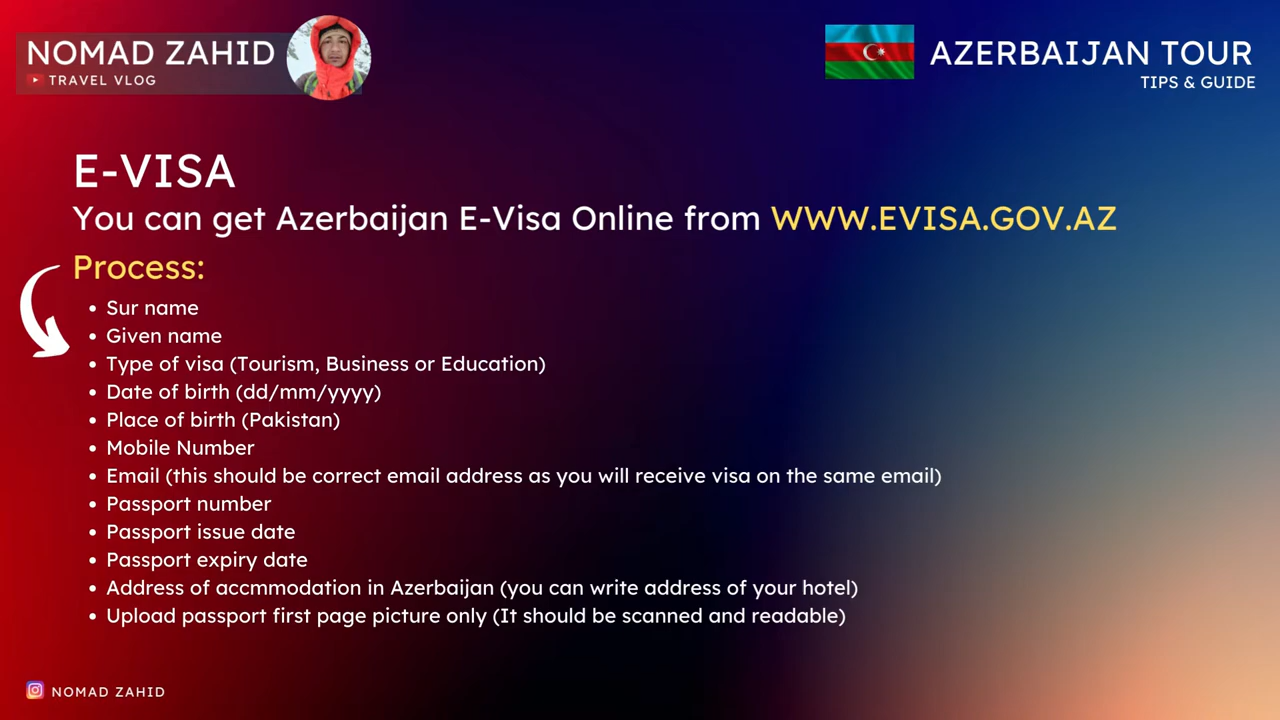 NOMAD ZAHID
TRAVEL VLOG
AZERBAIJAN TOUR
TIPS & GUIDE
E-VISA
You can get Azerbaijan E-Visa Online from WWW.EVISA.GOV.AZ
Process:
• Sur name
• Given name
• Type of visa (Tourism, Business or Education)
• Date of birth (dd/mm/yyyy)
• Place of birth (Pakistan)
• Mobile Number
• Email (this should be correct email address as you will receive visa on the same email)
• Passport number
• Passport issue date
• Passport expiry date
• Address of accmmodation in Azerbaijan (you can write address of your hotel)
• Upload passport first page picture only (It should be scanned and readable)
NOMAD ZAHID